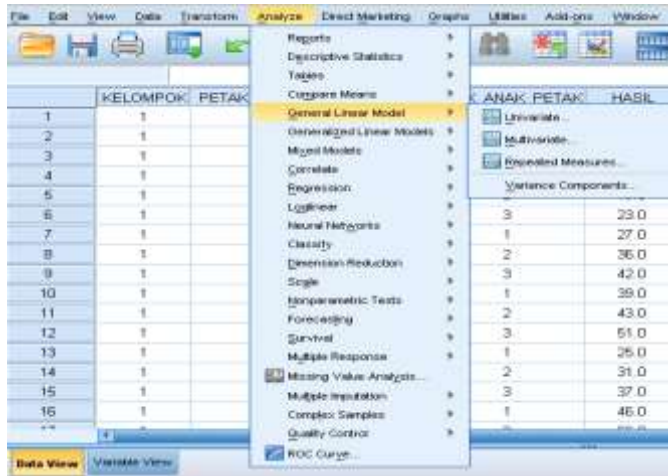 File Edit View Data Transform Analyze Direct Marketing Graphs Utilities Add-ons Window
Reports
Descriptive Statistics
Tables
Compare Means
General Linear Model
Generalized Linear Models
Mixed Models
Correlate
Regression
Loglinear
Neural Networks
Classify
Dimension Reduction
Scale
Nonparametric Tests
Forecasting
Survival
Multiple Response
Missing Value Analysis...
Multiple Imputation
Complex Samples
Quality Control
ROC Curve...
Univariate...
Multivariate...
Repeated Measures...
Variance Components...
KELOMPOK PETAK ANAK PETAK HASIL
1 1
2 1
3 1
4 1
5 1
6 1 3 23.0
7 1 1 27.0
8 1 2 36.0
9 1 3 42.0
10 1 1 39.0
11 1 2 43.0
12 1 3 51.0
13 1 1 25.0
14 1 2 31.0
15 1 3 37.0
16 1 1 46.0
Data View Variable View